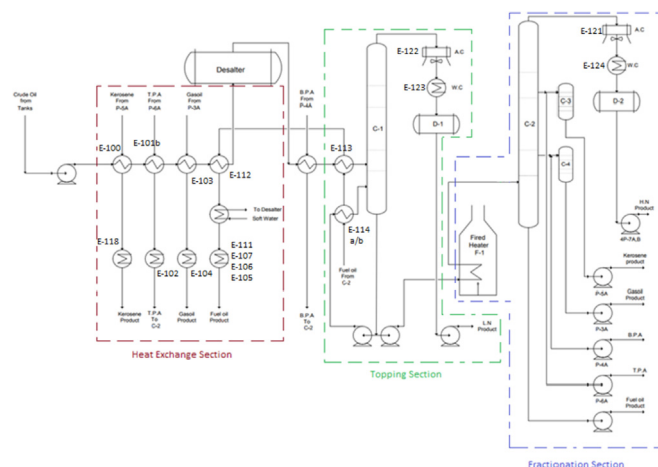 Crude Oil
from
Tanks
Kerosene
From
P-5A
T.P.A
From
P-6A
Gasoil
From
P-3A
Desalter
B.P.A
From
P-4A
E-100
E-101b
E-103
E-112
E-113
E-114
a/b
To Desalter
Soft Water
E-118
E-102
E-104
E-111
E-107
E-106
E-105
Kerosene
Product
T.P.A
To
C-2
Gasoil
Product
Fuel oil
Product
B.P.A
To
C-2
Fuel oil
From
C-2
Heat Exchange Section
C-1
E-122
A.C
E-123
W.C
D-1
L.N
Product
Topping Section
Fired
Heater
F-1
C-2
E-121
A.C
E-124
W.C
D-2
C-3
C-4
H.N
Product
4P-7A,B
Kerosene
product
P-5A
Gasoil
Product
P-3A
B.P.A
P-4A
T.P.A
P-6A
Fuel oil
Product
Fractionation Section